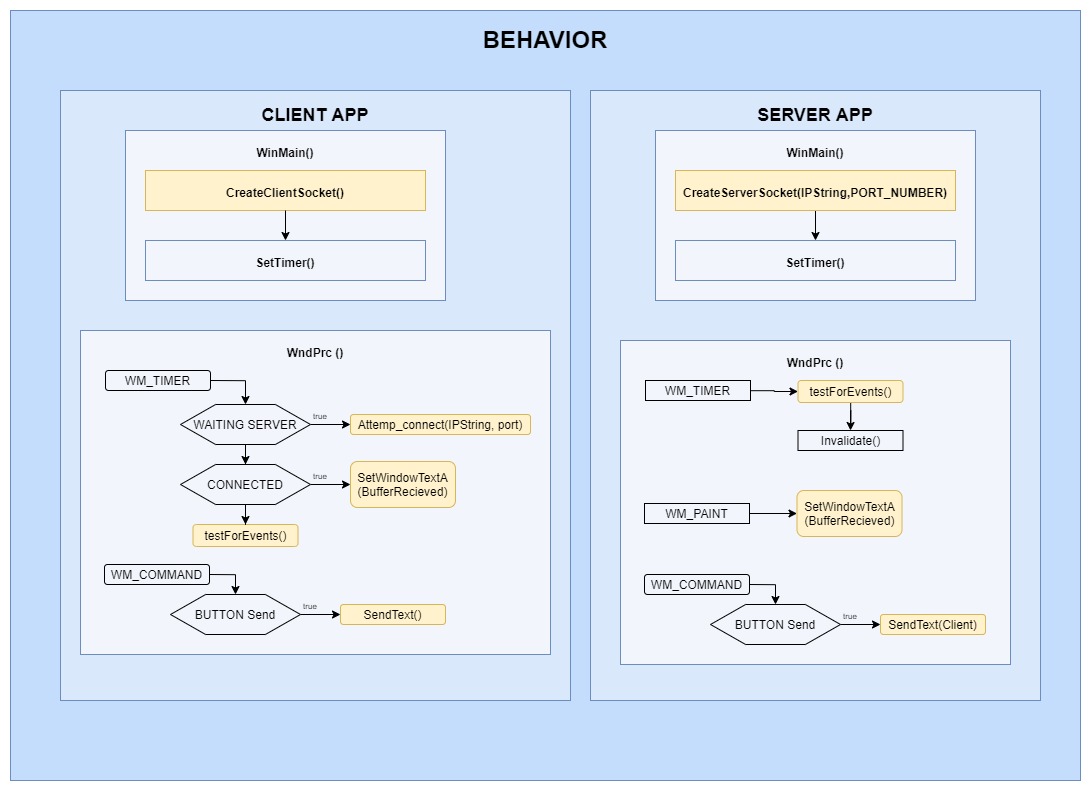 BEHAVIOR
CLIENT APP
WinMain()
CreateClientSocket()
SetTimer()
WndPrc ()
WM_TIMER
WAITING SERVER
true
Attemp_connect(IPString, port)
CONNECTED
true
SetWindowTextA
(BufferRecieved)
testForEvents()
WM_COMMAND
BUTTON Send
true
SendText()
SERVER APP
WinMain()
CreateServerSocket(IPString,PORT_NUMBER)
SetTimer()
WndPrc ()
WM_TIMER
testForEvents()
Invalidate()
WM_PAINT
SetWindowTextA
(BufferRecieved)
WM_COMMAND
BUTTON Send
true
SendText(Client)